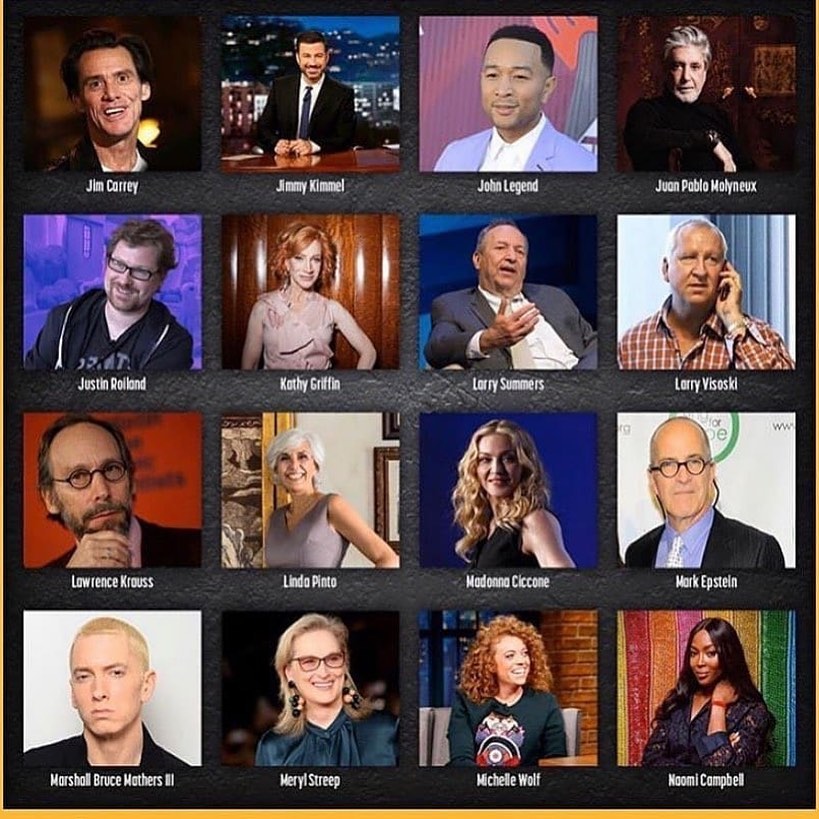 Jim Carrey
Jimmy Kimmel
John Legend
Juan Pablo Molyneux
Justin Roiland
Kathy Griffin
Larry Summers
Larry Visoski
Lawrence Krauss
Linda Pinto
Madonna Ciccone
Mark Epstein
Marshall Bruce Mathers III
Meryl Streep
Michelle Wolf
Naomi Campbell